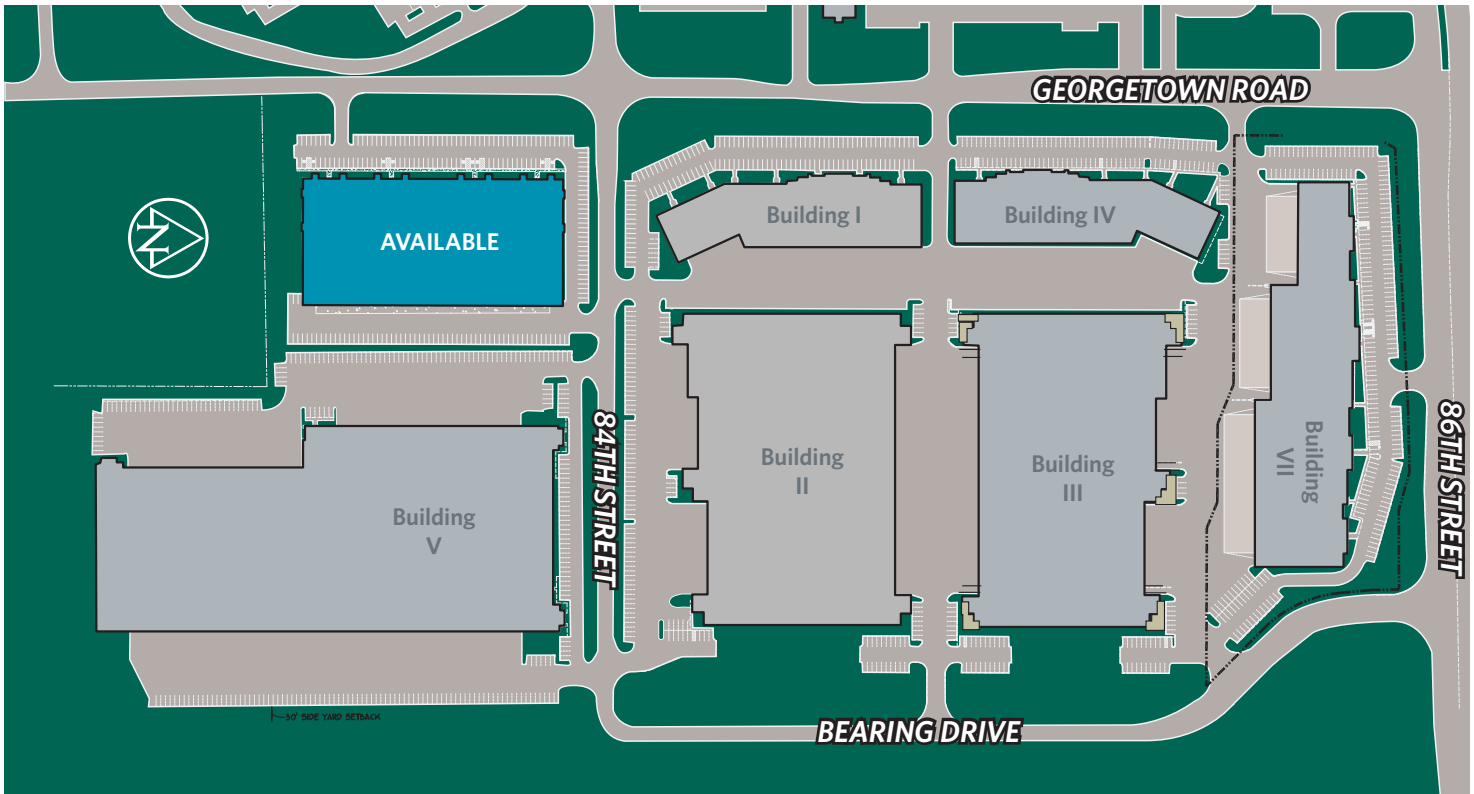 GEORGETOWN ROAD
N
AVAILABLE
Building I
Building IV
84TH STREET
Building
II
Building
III
Building
VII
86TH STREET
Building
V
30' SIDE YARD SETBACK
BEARING DRIVE